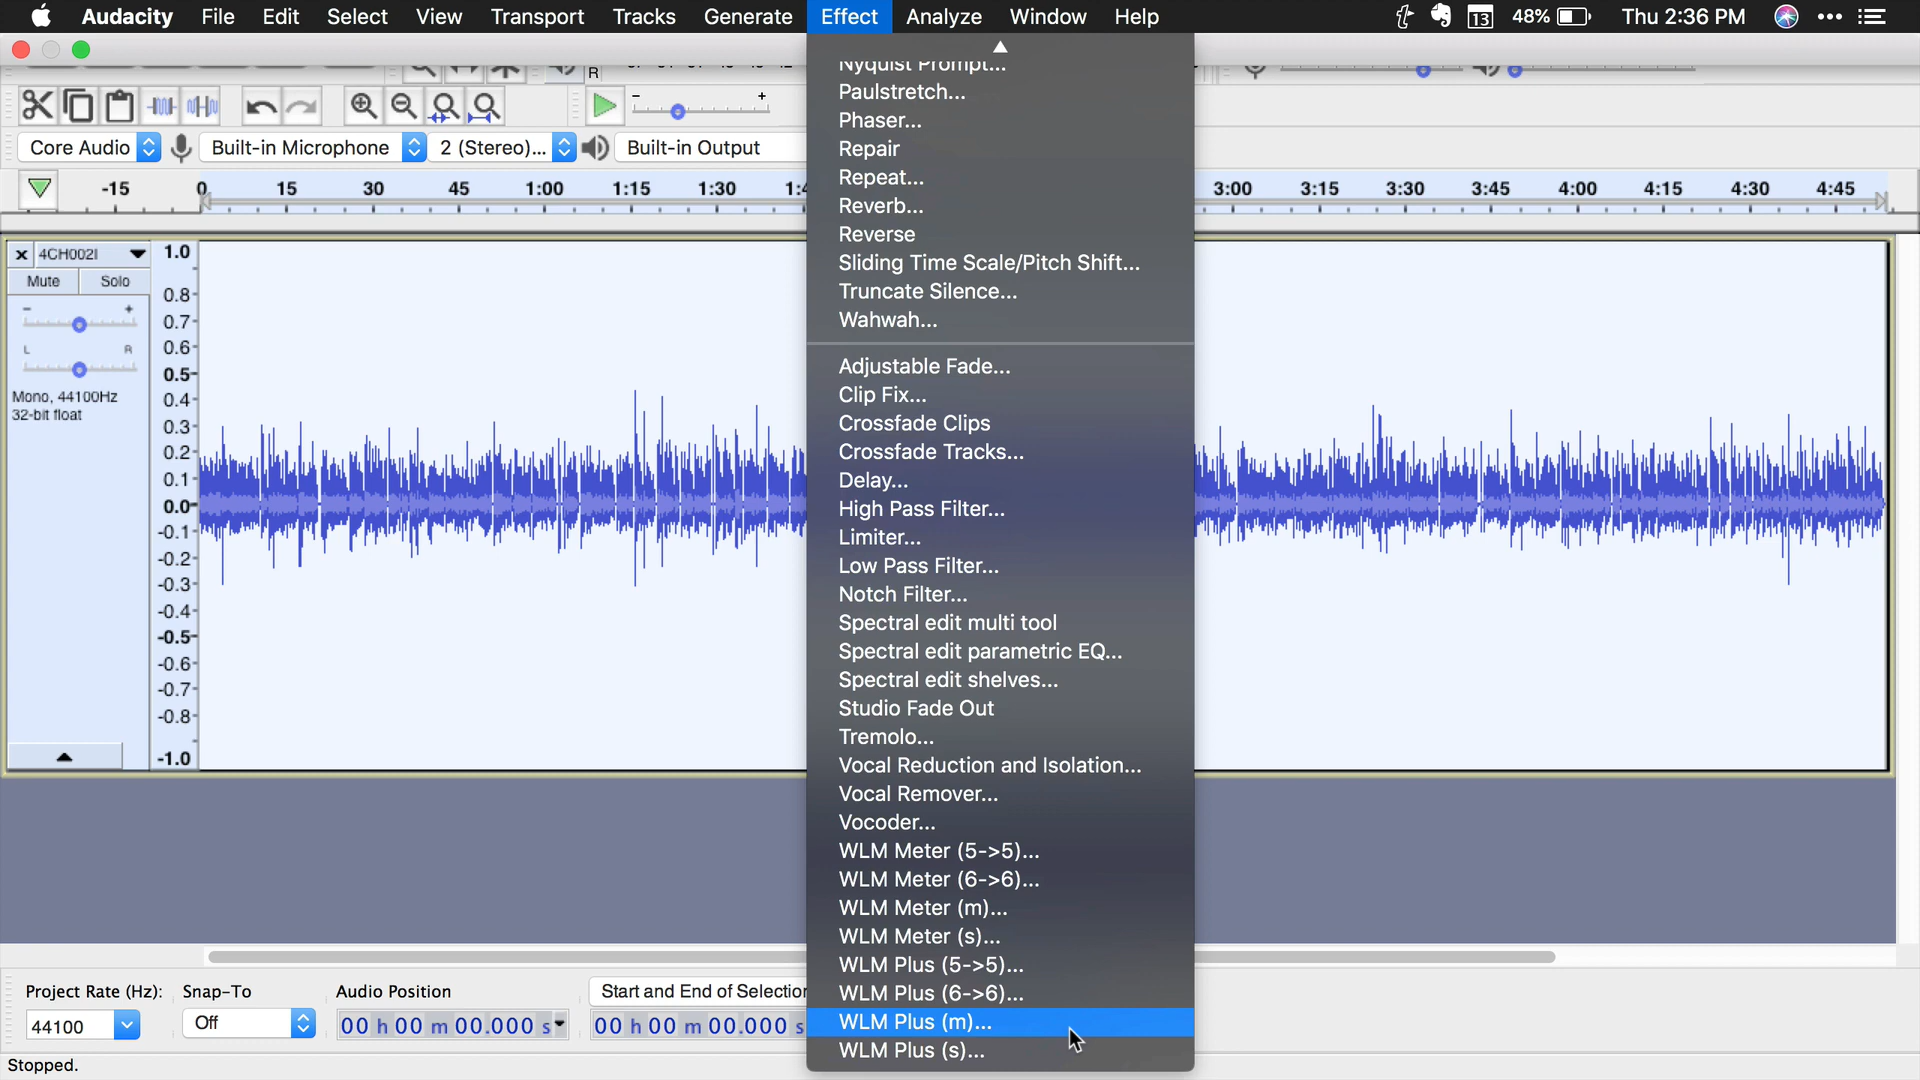 Audacity File Edit Select View Transport Tracks Generate Effect Analyze Window Help 13 48% Thu 2:36 PM
R
Nyquist Prompt...
Paulstretch...
- +
Phaser...
Core Audio Built-in Microphone 2 (Stereo)... Built-in Output
Repair
Repeat...
-15 0 15 30 45 1:00 1:15 1:30 3:00 3:15 3:30 3:45 4:00 4:15 4:30 4:45
Reverb...
Reverse
Sliding Time Scale/Pitch Shift...
Truncate Silence...
Wahwah...
Adjustable Fade...
Clip Fix...
Crossfade Clips
Crossfade Tracks...
Delay...
High Pass Filter...
Limiter...
Low Pass Filter...
Notch Filter...
Spectral edit multi tool
Spectral edit parametric EQ...
Spectral edit shelves...
Studio Fade Out
Tremolo...
Vocal Reduction and Isolation...
Vocal Remover...
Vocoder...
WLM Meter (5->5)...
WLM Meter (6->6)...
WLM Meter (m)...
WLM Meter (s)...
WLM Plus (5->5)...
WLM Plus (6->6)...
WLM Plus (m)...
WLM Plus (s)...
x 4CH002I
Mute Solo
- +
L R
Mono, 44100Hz
32-bit float
1.0
0.8
0.7
0.6
0.5
0.4
0.3
0.2
0.1
0.0
-0.1
-0.2
-0.3
-0.4
-0.5
-0.6
-0.7
-0.8
-1.0
Project Rate (Hz): Snap-To Audio Position Start and End of Selection
44100 Off 00 h 00 m 00.000 s 00 h 00 m 00.000 s
Stopped.